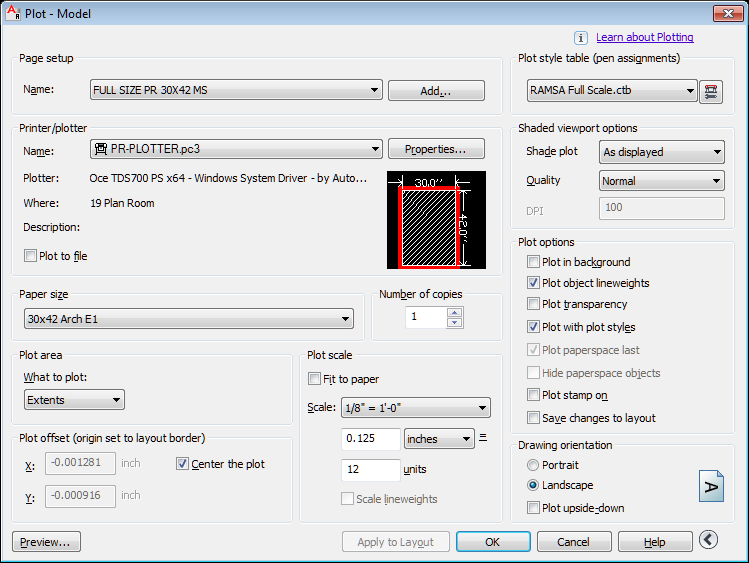 Plot - Model
Learn about Plotting
Page setup
Name:
FULL SIZE PR 30X42 MS
Add...
Printer/plotter
Name:
PR-PLOTTER.pc3
Properties...
Plotter:
Oce TDS700 PS x64 - Windows System Driver - by Auto...
Where:
19 Plan Room
Description:
Plot to file
30.0''
42.0''
Paper size
30x42 Arch E1
Number of copies
1
Plot area
What to plot:
Extents
Plot scale
Fit to paper
Scale:
1/8" = 1'-0"
0.125
inches
=
12
units
Scale lineweights
Plot offset (origin set to layout border)
X:
-0.001281
inch
Center the plot
Y:
-0.000916
inch
Plot style table (pen assignments)
RAMSA Full Scale.ctb
Shaded viewport options
Shade plot
As displayed
Quality
Normal
DPI
100
Plot options
Plot in background
Plot object lineweights
Plot transparency
Plot with plot styles
Plot paperspace last
Hide paperspace objects
Plot stamp on
Save changes to layout
Drawing orientation
Portrait
Landscape
Plot upside-down
A
Preview...
Apply to Layout
OK
Cancel
Help